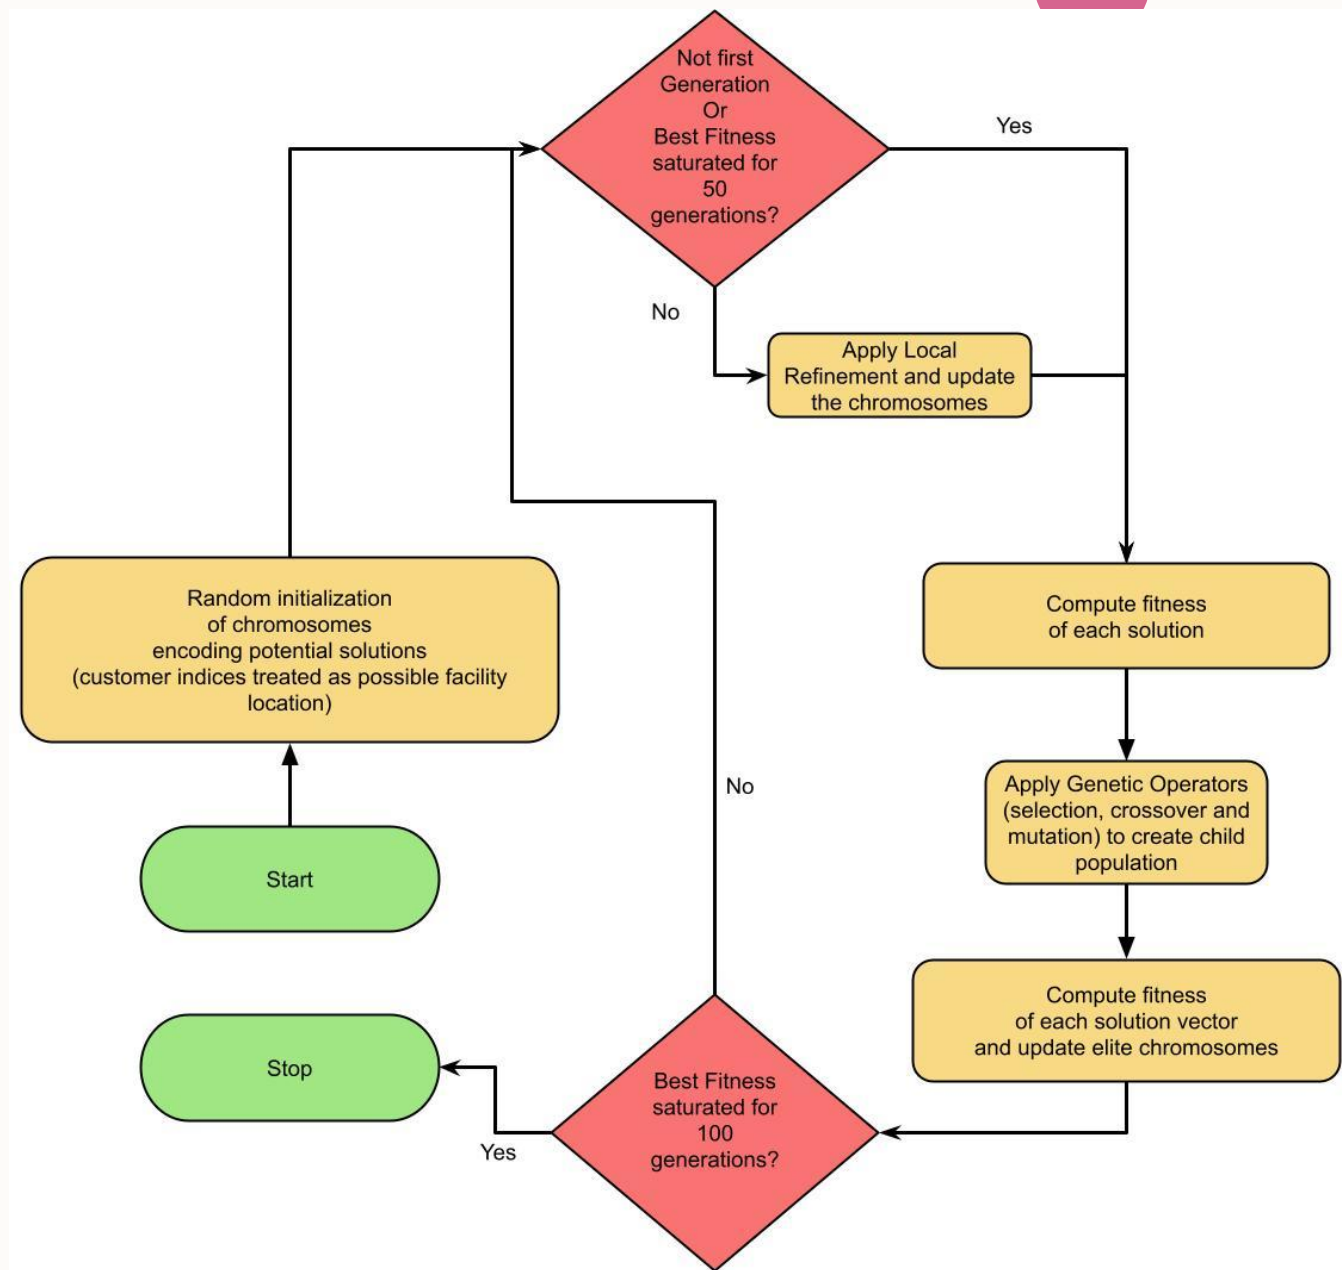 Not first
Generation
Or
Best Fitness
saturated for
50
generations?
Yes
No
Apply Local
Refinement and update
the chromosomes
Random initialization
of chromosomes
encoding potential solutions
(customer indices treated as possible facility
location)
Compute fitness
of each solution
Apply Genetic Operators
(selection, crossover and
mutation) to create child
population
No
Start
Compute fitness
of each solution vector
and update elite chromosomes
Stop
Best Fitness
saturated for
100
generations?
Yes